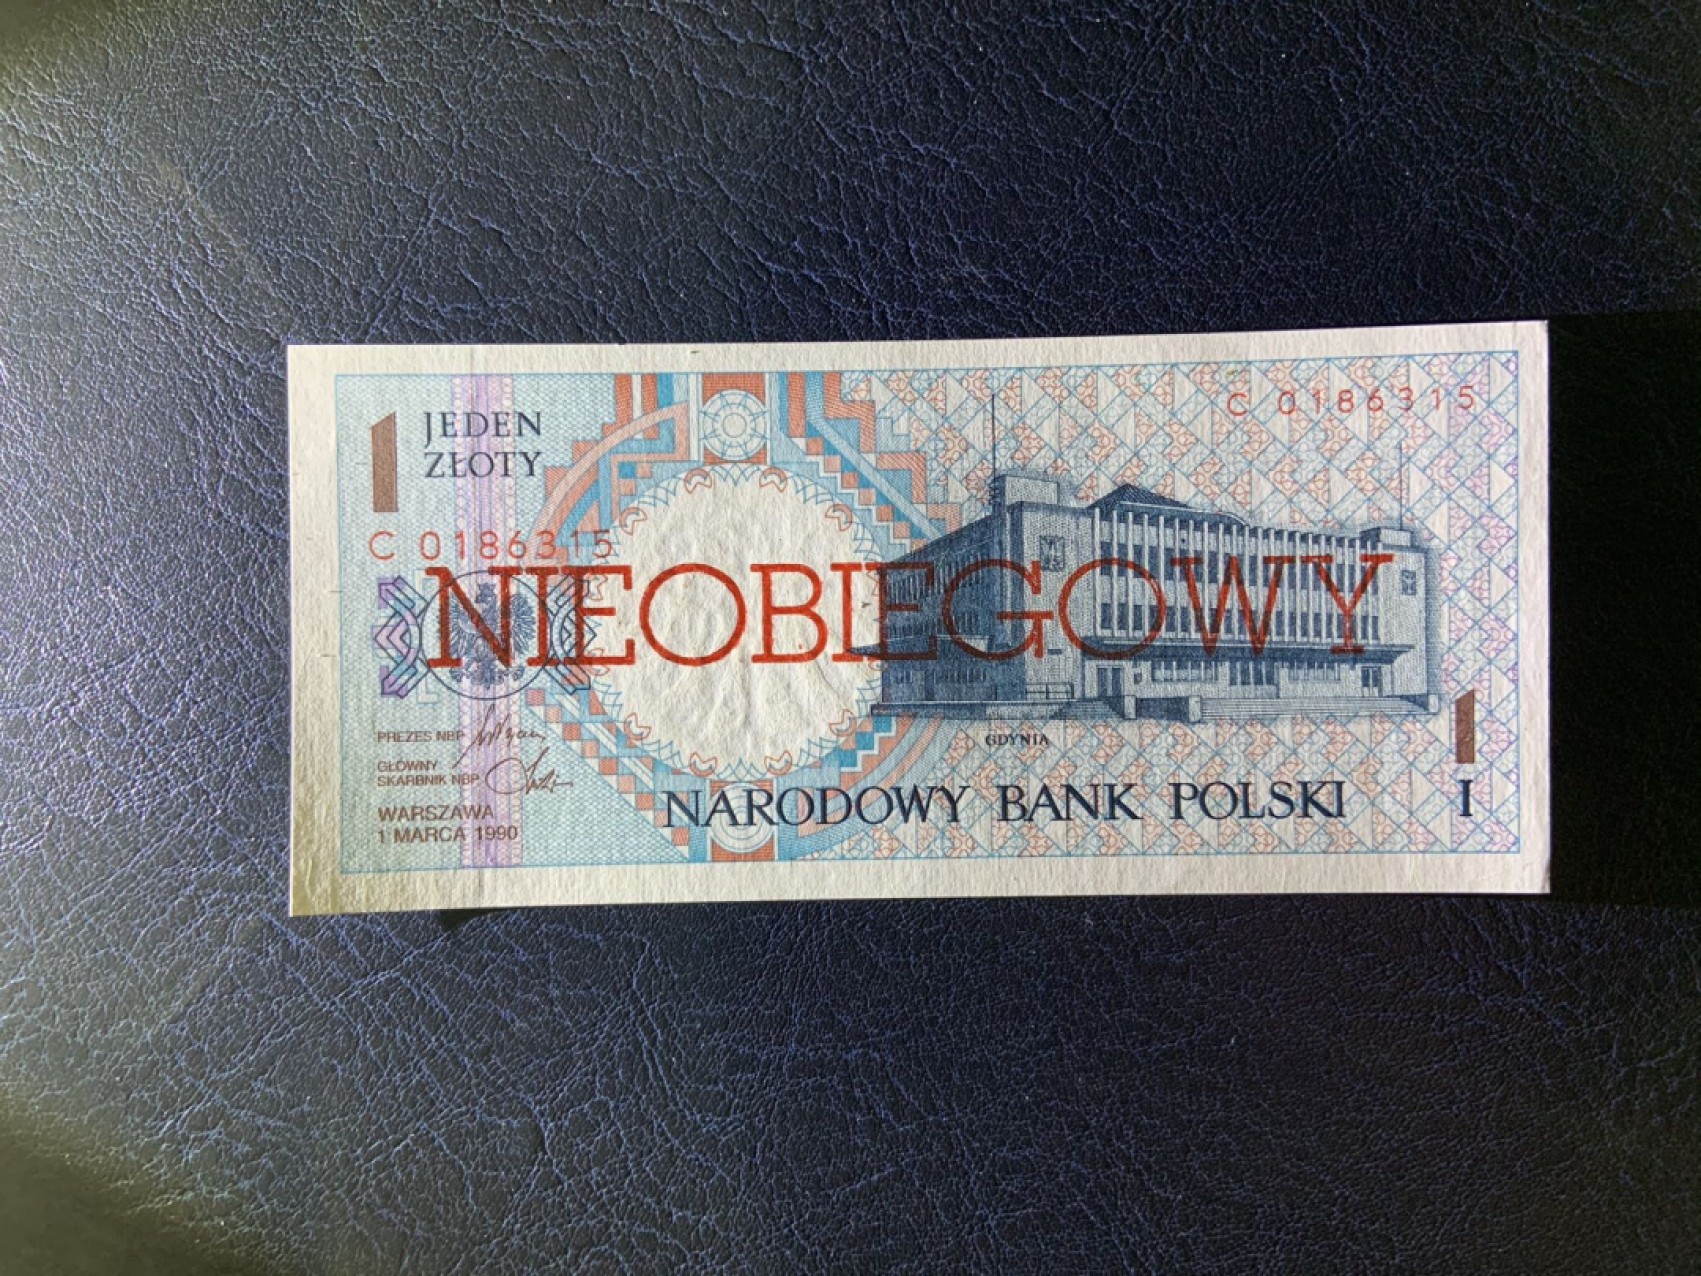 1 JEDEN
ZŁOTY
C 0186315
C 0186315
NIEOBIEGOWY
PREZES NBP
GŁÓWNY
SKARBNIK NBP
WARSZAWA
1 MARCA 1990
GDYNIA
NARODOWY BANK POLSKI
1